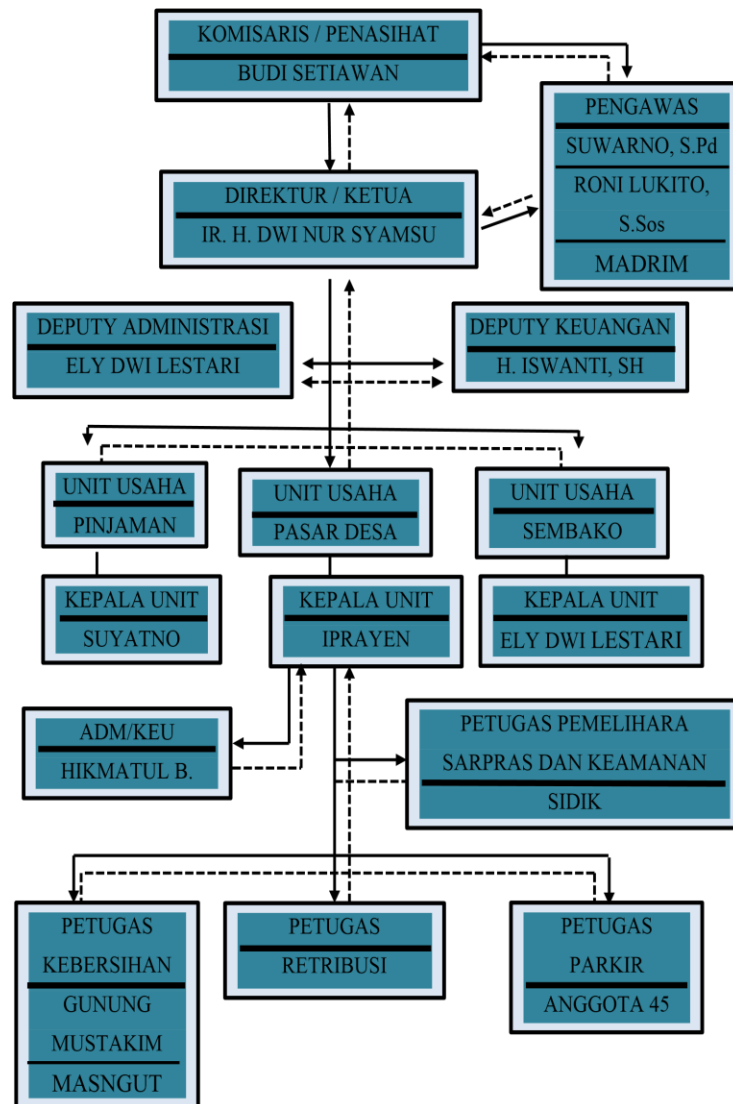 KOMISARIS / PENASIHAT
BUDI SETIAWAN
PENGAWAS
SUWARNO, S.Pd
RONI LUKITO,
S.Sos
MADRIM
DIREKTUR / KETUA
IR. H. DWI NUR SYAMSU
DEPUTY ADMINISTRASI
ELY DWI LESTARI
DEPUTY KEUANGAN
H. ISWANTI, SH
UNIT USAHA
PINJAMAN
UNIT USAHA
PASAR DESA
UNIT USAHA
SEMBAKO
KEPALA UNIT
SUYATNO
KEPALA UNIT
IPRAYEN
KEPALA UNIT
ELY DWI LESTARI
ADM/KEU
HIKMATUL B.
PETUGAS PEMELIHARA
SARPRAS DAN KEAMANAN
SIDIK
PETUGAS
KEBERSIHAN
GUNUNG
MUSTAKIM
MASNGUT
PETUGAS
RETRIBUSI
PETUGAS
PARKIR
ANGGOTA 45